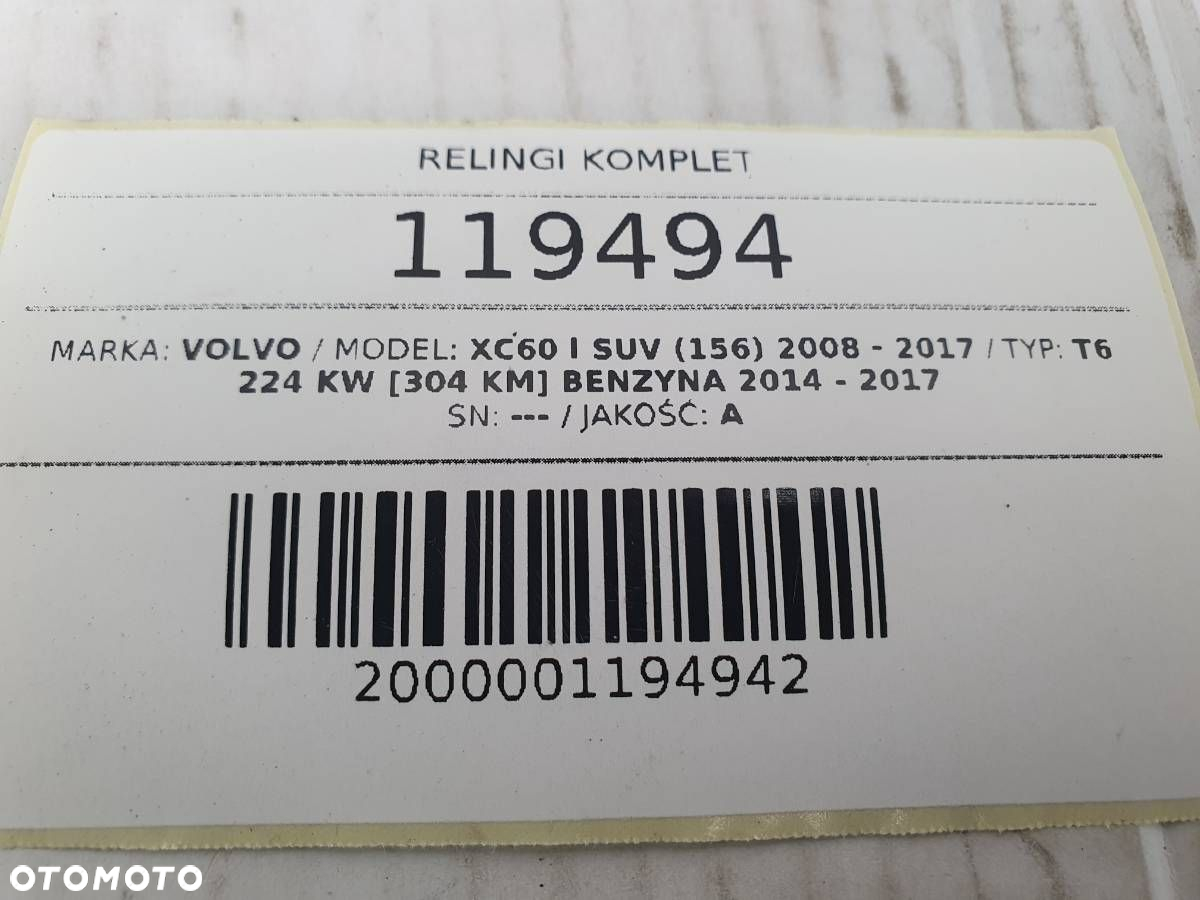 RELINGI KOMPLET
119494
MARKA: VOLVO / MODEL: XC60 I SUV (156) 2008 - 2017 / TYP: T6
224 KW [304 KM] BENZYNA 2014 - 2017
SN: --- / JAKOŚĆ: A
2000001194942
OTOMOTO